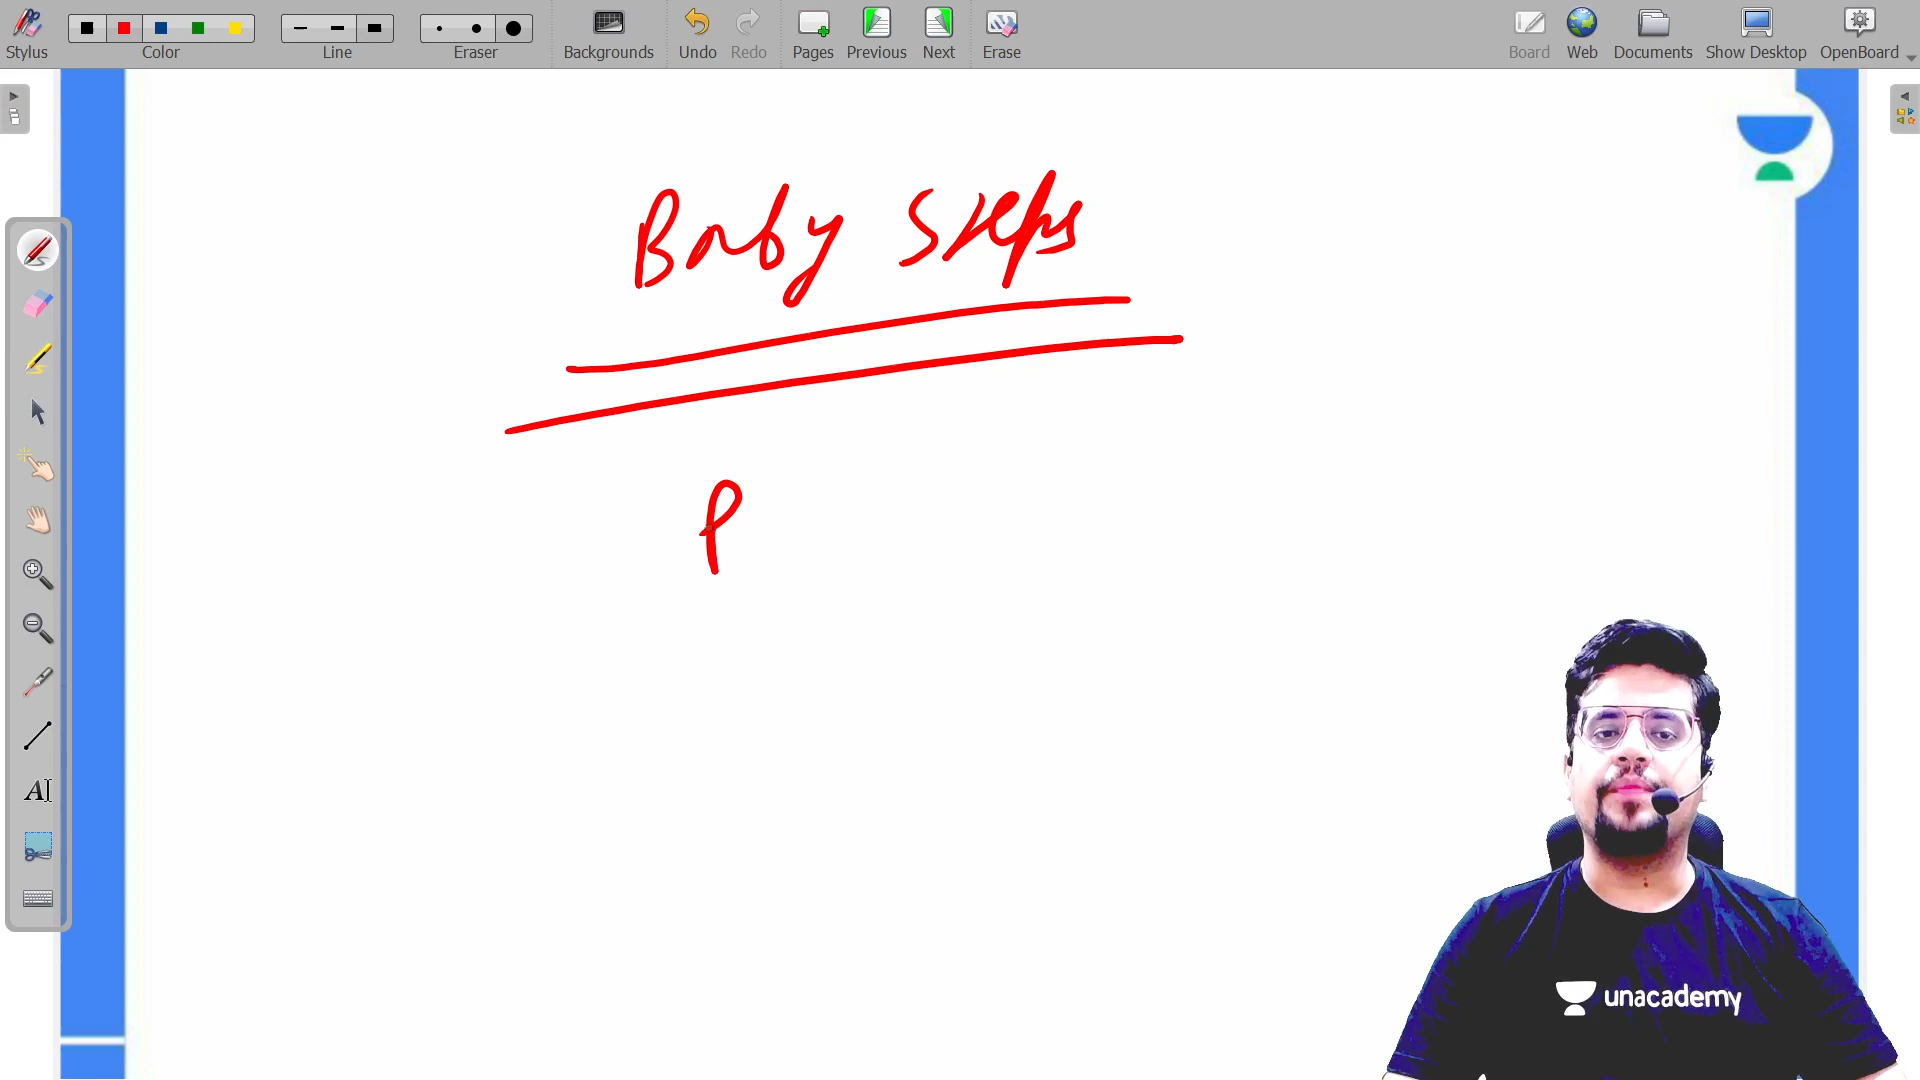 Stylus Color Line Eraser Backgrounds Undo Redo Pages Previous Next Erase Board Web Documents Show Desktop OpenBoard
Baby Steps
P
unacademy